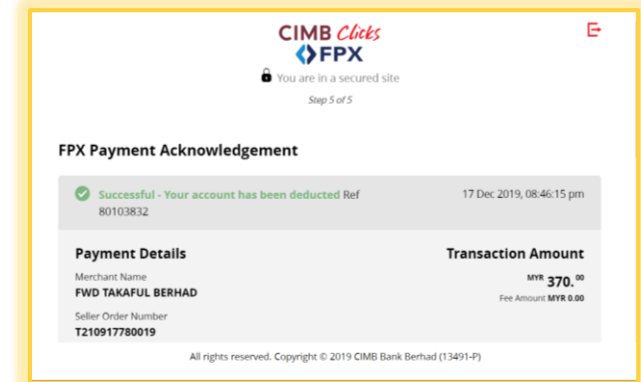 CIMB Clicks
FPX
You are in a secured site
Step 5 of 5
FPX Payment Acknowledgement
Successful - Your account has been deducted Ref
80103832
17 Dec 2019, 08:46:15 pm
Payment Details
Transaction Amount
Merchant Name
FWD TAKAFUL BERHAD
MYR 370.00
Fee Amount MYR 0.00
Seller Order Number
T210917780019
All rights reserved. Copyright © 2019 CIMB Bank Berhad (13491-P)